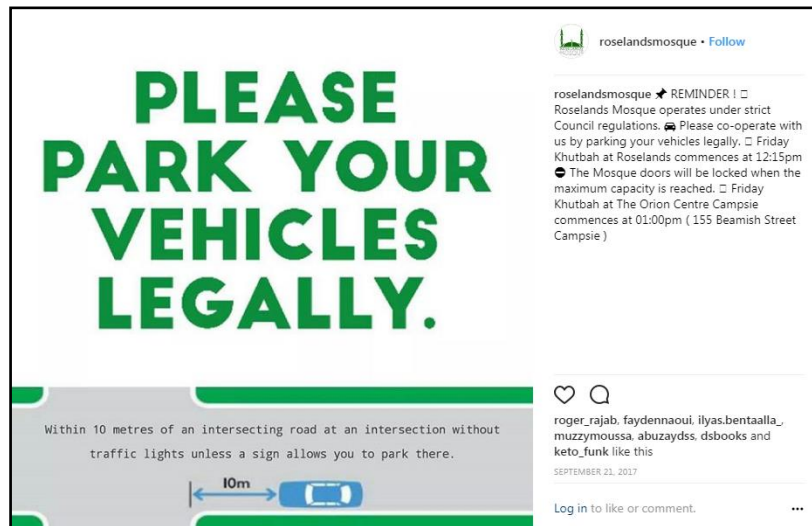 PLEASE
PARK YOUR
VEHICLES
LEGALLY.
Within 10 metres of an intersecting road at an intersection without
traffic lights unless a sign allows you to park there.
10m
roselandsmosque • Follow
roselandsmosque 📌 REMINDER ! □
Roselands Mosque operates under strict
Council regulations. 🚘 Please co-operate with
us by parking your vehicles legally. □ Friday
Khutbah at Roselands commences at 12:15pm
⛔ The Mosque doors will be locked when the
maximum capacity is reached. □ Friday
Khutbah at The Orion Centre Campsie
commences at 01:00pm ( 155 Beamish Street
Campsie )
roger_rajab, faydennaoui, ilyas.bentaalla_,
muzzymoussa, abuzaydss, dsbooks and
keto_funk like this
SEPTEMBER 21, 2017
Log in to like or comment.